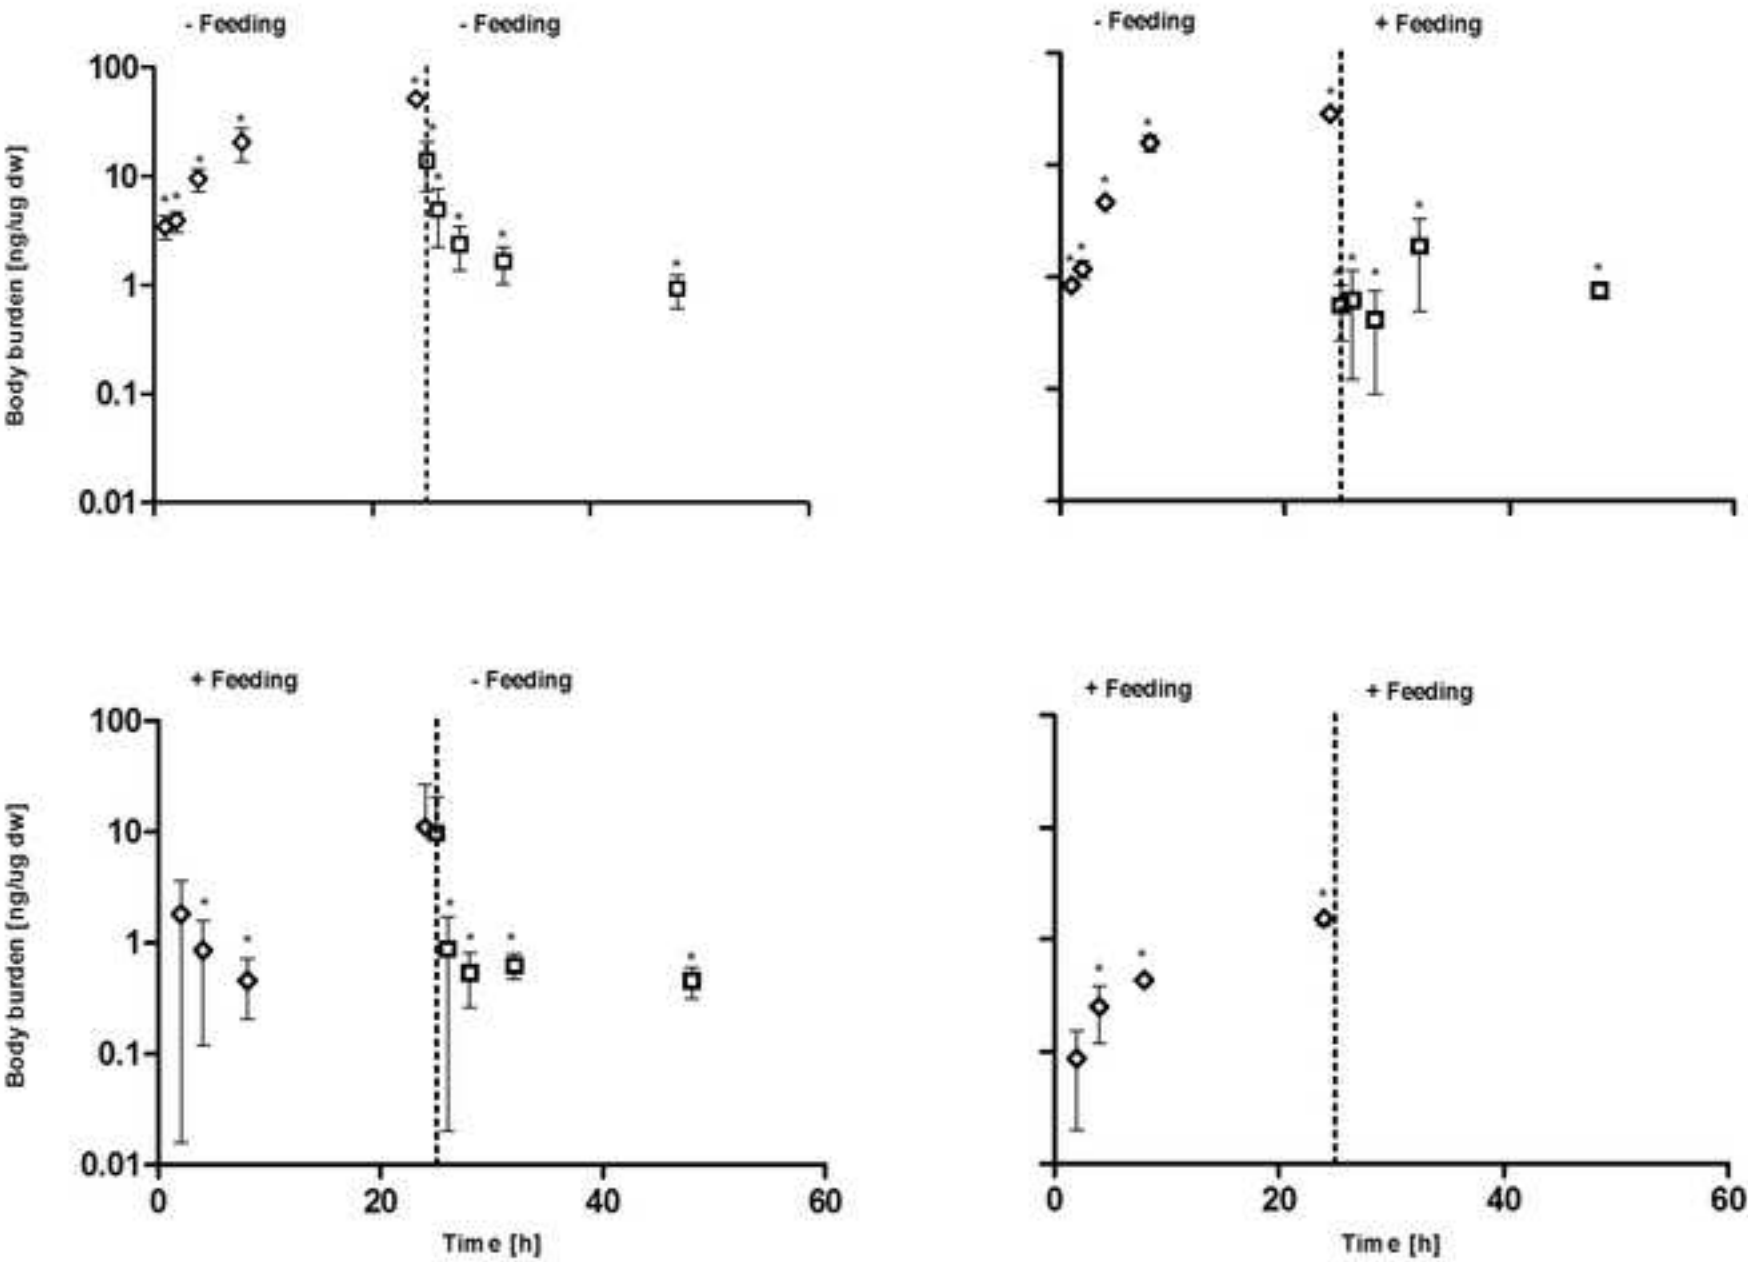 - Feeding - Feeding
- Feeding + Feeding
100
10
1
0.1
0.01
Body burden [ng/ug dw]
+ Feeding - Feeding
+ Feeding + Feeding
100
10
1
0.1
0.01
Body burden [ng/ug dw]
0 20 40 60
Time [h]
0 20 40 60
Time [h]